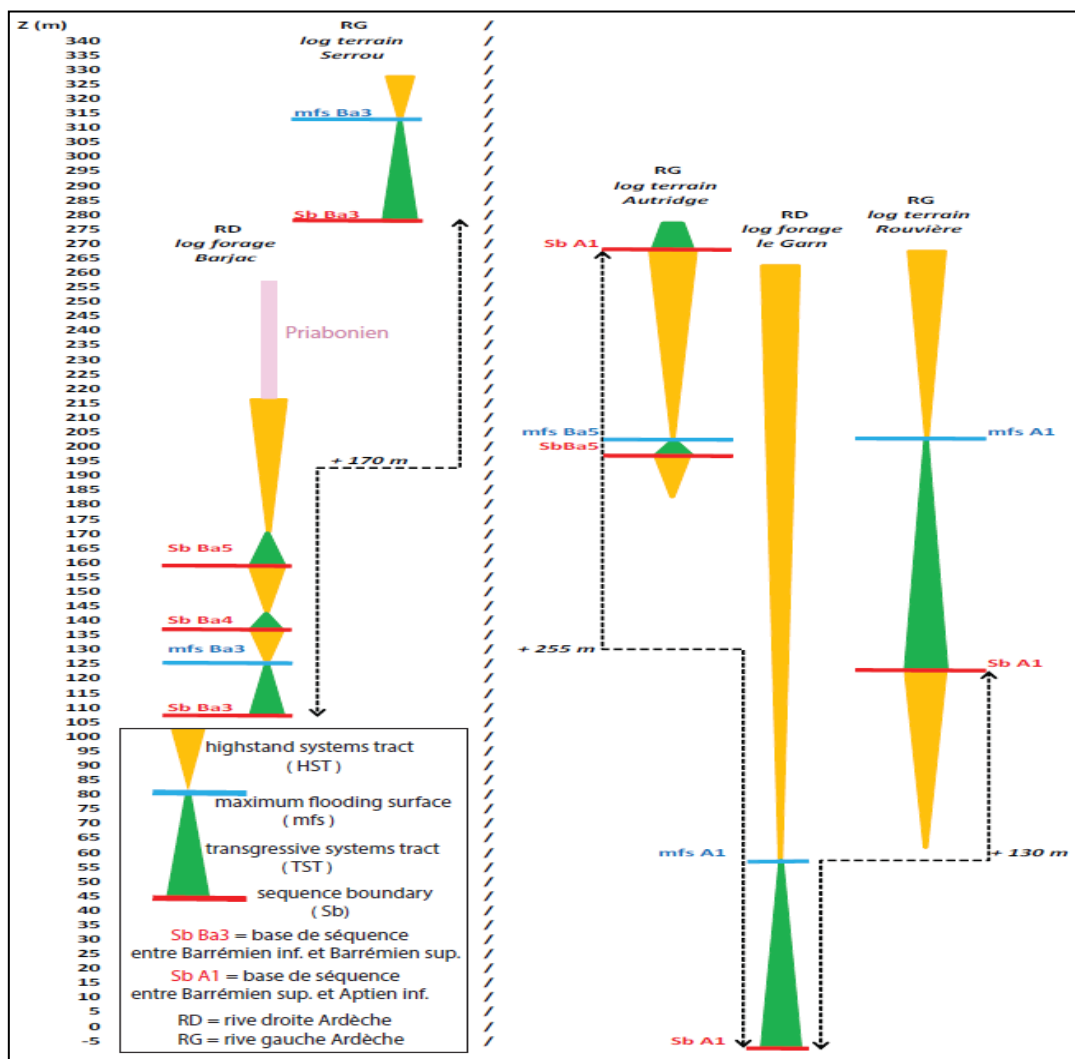 Z (m)
340
335
330
325
320
315
310
305
300
295
290
285
280
275
270
265
260
255
250
245
240
235
230
225
220
215
210
205
200
195
190
185
180
175
170
165
160
155
150
145
140
135
130
125
120
115
110
105
100
95
90
85
80
75
70
65
60
55
50
45
40
35
30
25
20
15
10
5
0
-5
RG
log terrain
Serrou
mfs Ba3
Sb Ba3
RD
log forage
Barjac
Priabonien
+ 170 m
Sb Ba5
Sb Ba4
mfs Ba3
Sb Ba3
highstand systems tract
( HST )
maximum flooding surface
( mfs )
transgressive systems tract
( TST )
sequence boundary
( Sb )
Sb Ba3 = base de séquence
entre Barrémien inf. et Barrémien sup.
Sb A1 = base de séquence
entre Barrémien sup. et Aptien inf.
RD = rive droite Ardèche
RG = rive gauche Ardèche
RG
log terrain
Autridge
Sb A1
mfs Ba5
SbBa5
+ 255 m
RD
log forage
le Garn
mfs A1
Sb A1
RG
log terrain
Rouvière
mfs A1
Sb A1
+ 130 m